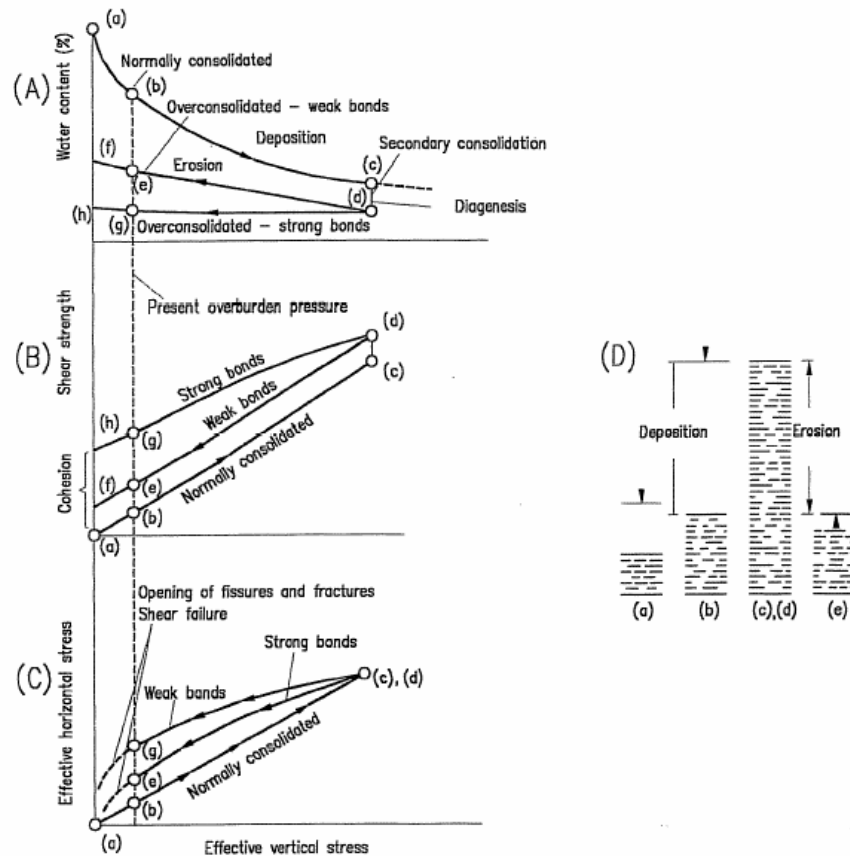 (a)
(A)
Water content (%)
Normally consolidated
(b)
Overconsolidated – weak bonds
Deposition
Secondary consolidation
(f)
Erosion
(c)
(e)
(d)
Diagenesis
(h)
(g)
Overconsolidated – strong bonds
Present overburden pressure
(B)
Shear strength
(d)
Strong bonds
(c)
Weak bonds
(h)
(g)
Normally consolidated
Cohesion
(f)
(e)
(b)
(a)
(D)
Deposition
Erosion
(a)
(b)
(c),(d)
(e)
Opening of fissures and fractures
Shear failure
(C)
Effective horizontal stress
Strong bonds
(c), (d)
Weak bands
(g)
Normally consolidated
(e)
(b)
(a)
Effective vertical stress